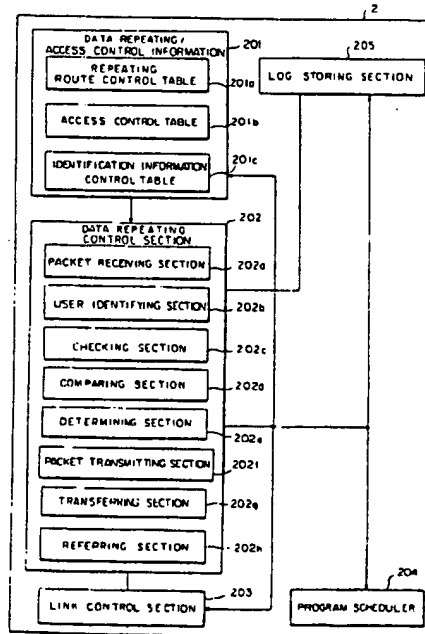 2
DATA REPEATING/
ACCESS CONTROL INFORMATION
201
REPEATING
ROUTE CONTROL TABLE
201a
ACCESS CONTROL TABLE
201b
IDENTIFICATION INFORMATION
CONTROL TABLE
201c
205
LOG STORING SECTION
202
DATA REPEATING
CONTROL SECTION
PACKET RECEIVING SECTION
202a
USER IDENTIFYING SECTION
202b
CHECKING SECTION
202c
COMPARING SECTION
202d
DETERMINING SECTION
202e
PACKET TRANSMITTING SECTION
202f
TRANSFERRING SECTION
202g
REFERRING SECTION
202h
203
LINK CONTROL SECTION
204
PROGRAM SCHEDULER